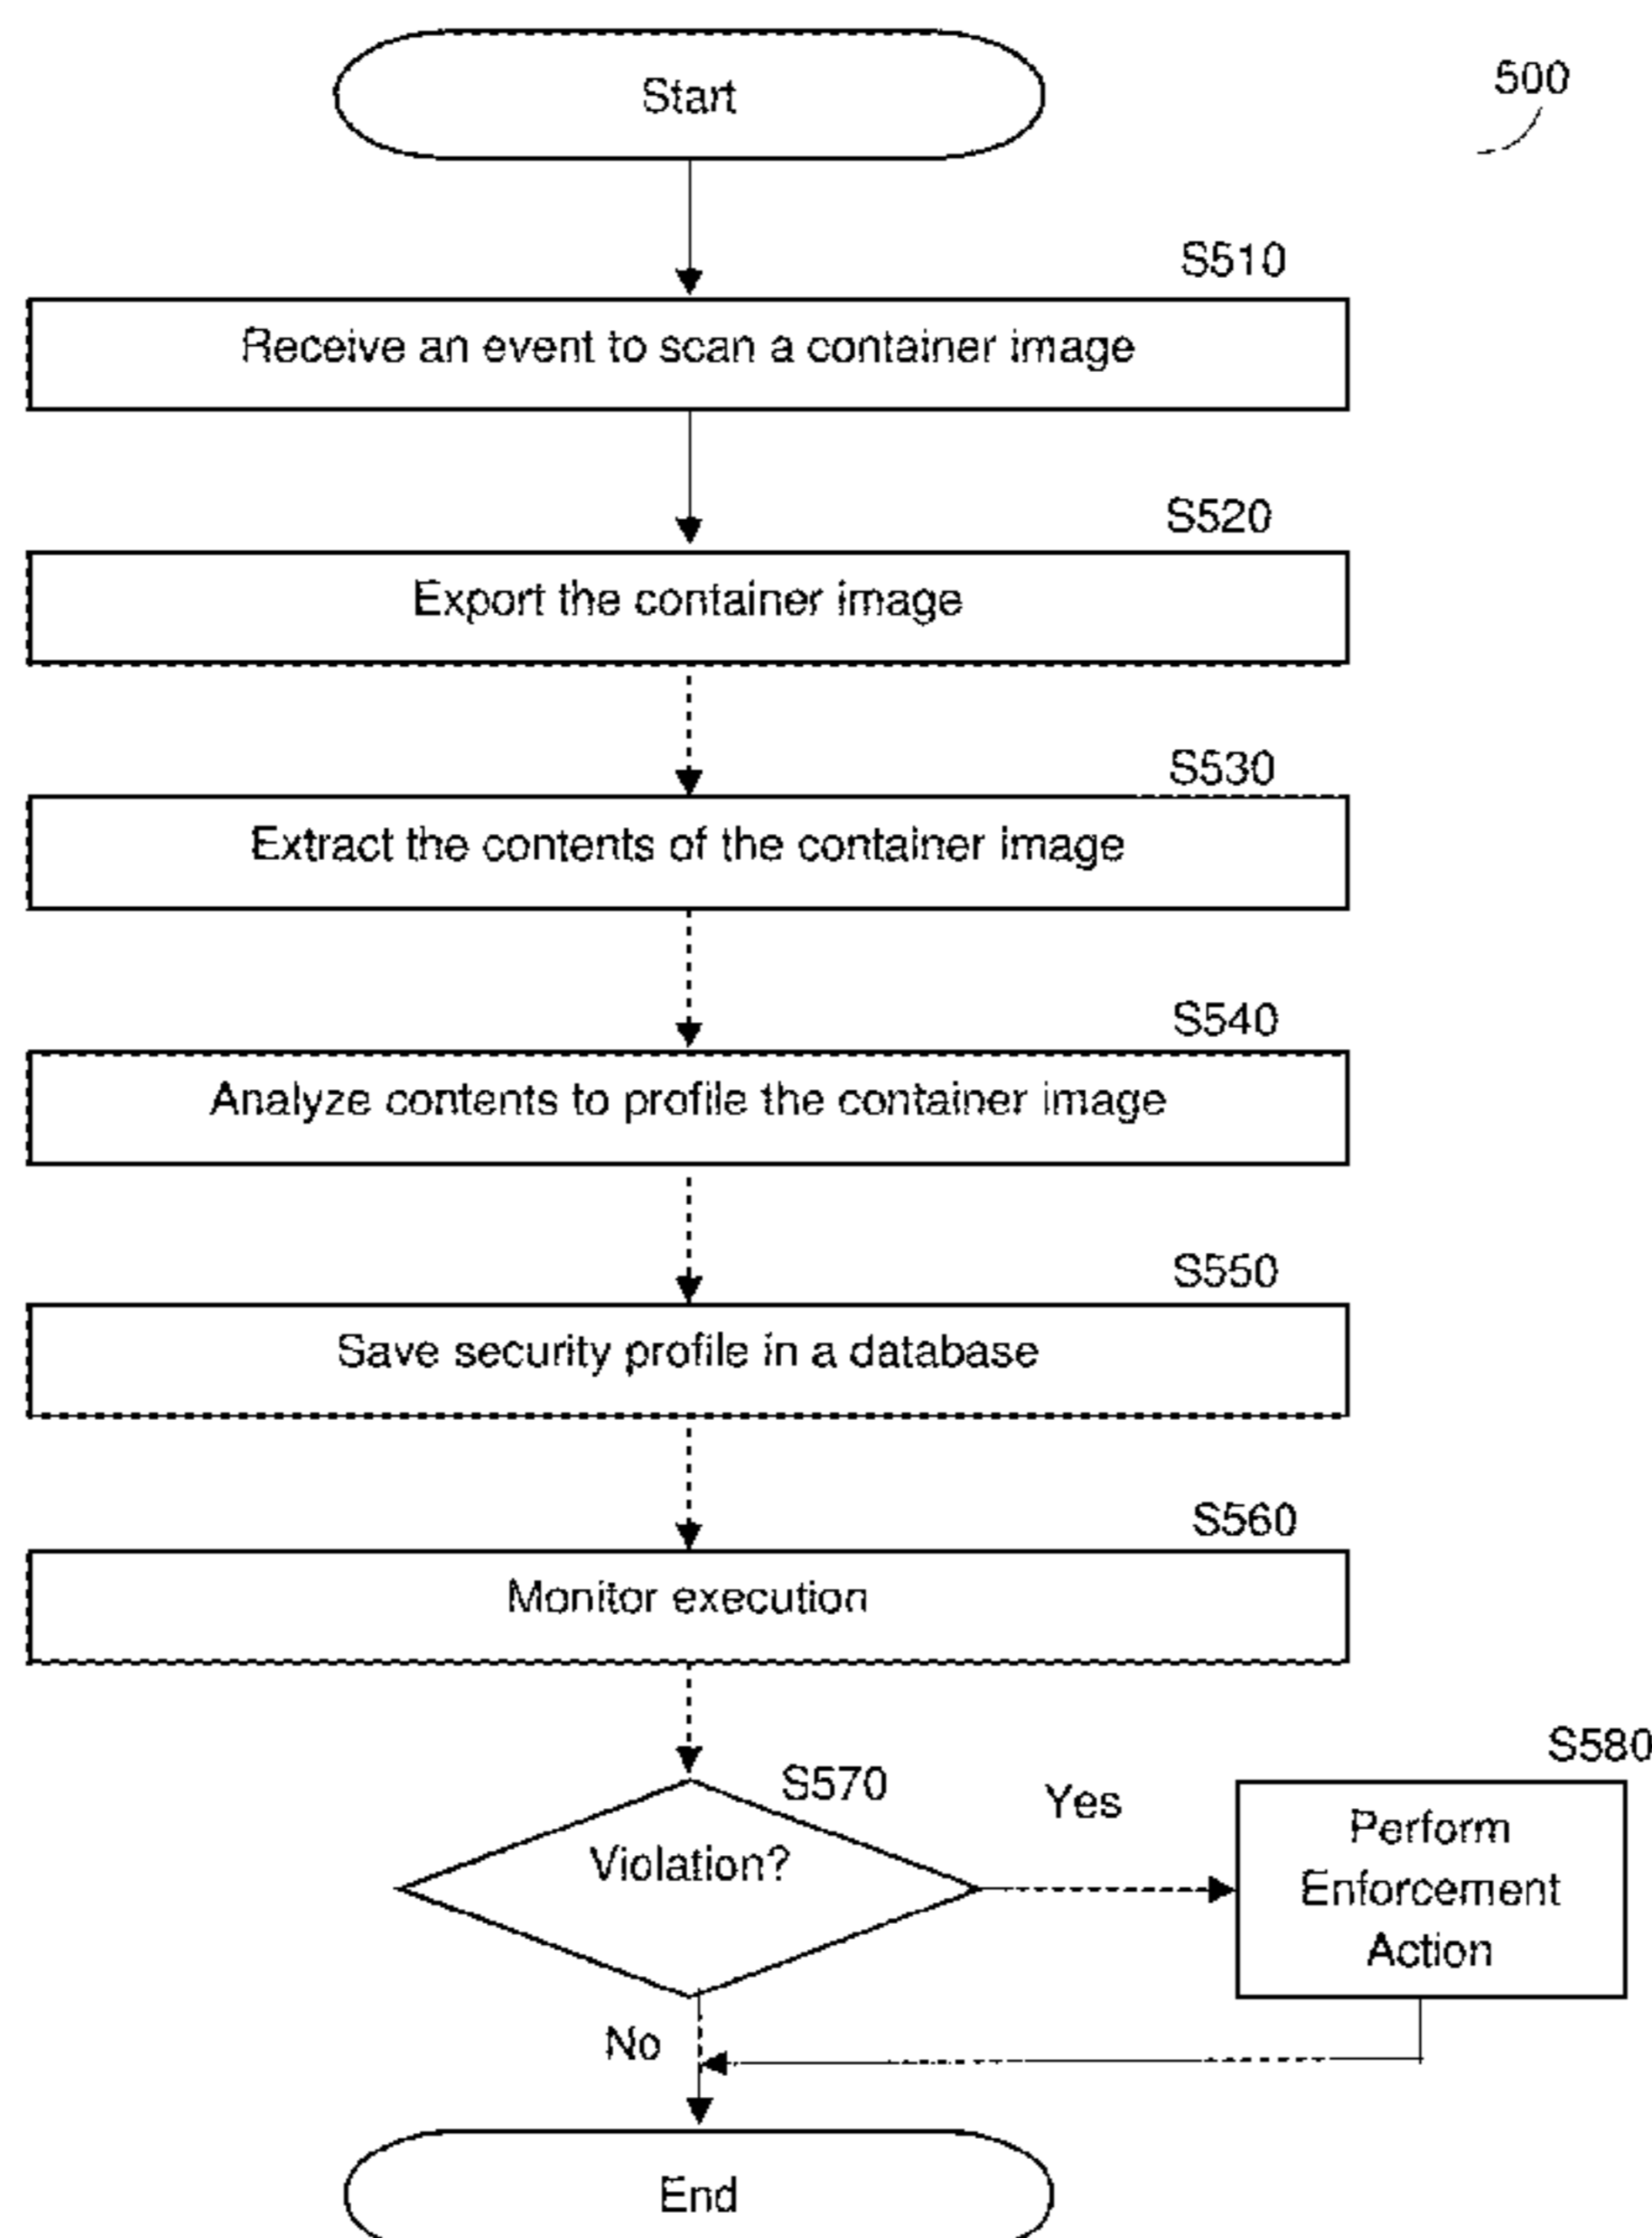 Start
500
S510
Receive an event to scan a container image
S520
Export the container image
S530
Extract the contents of the container image
S540
Analyze contents to profile the container image
S550
Save security profile in a database
S560
Monitor execution
S570
Violation?
Yes
S580
Perform
Enforcement
Action
No
End